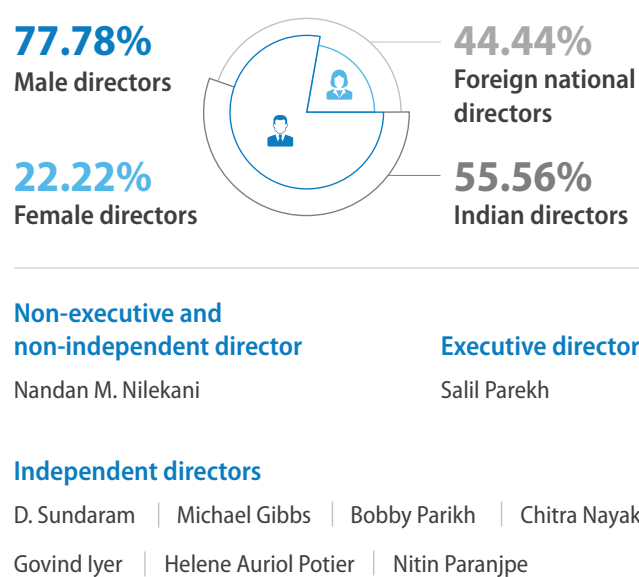 77.78%
Male directors
44.44%
Foreign national
directors
22.22%
Female directors
55.56%
Indian directors
Non-executive and
non-independent director
Nandan M. Nilekani
Executive director
Salil Parekh
Independent directors
D. Sundaram | Michael Gibbs | Bobby Parikh | Chitra Nayak
Govind Iyer | Helene Auriol Potier | Nitin Paranjpe